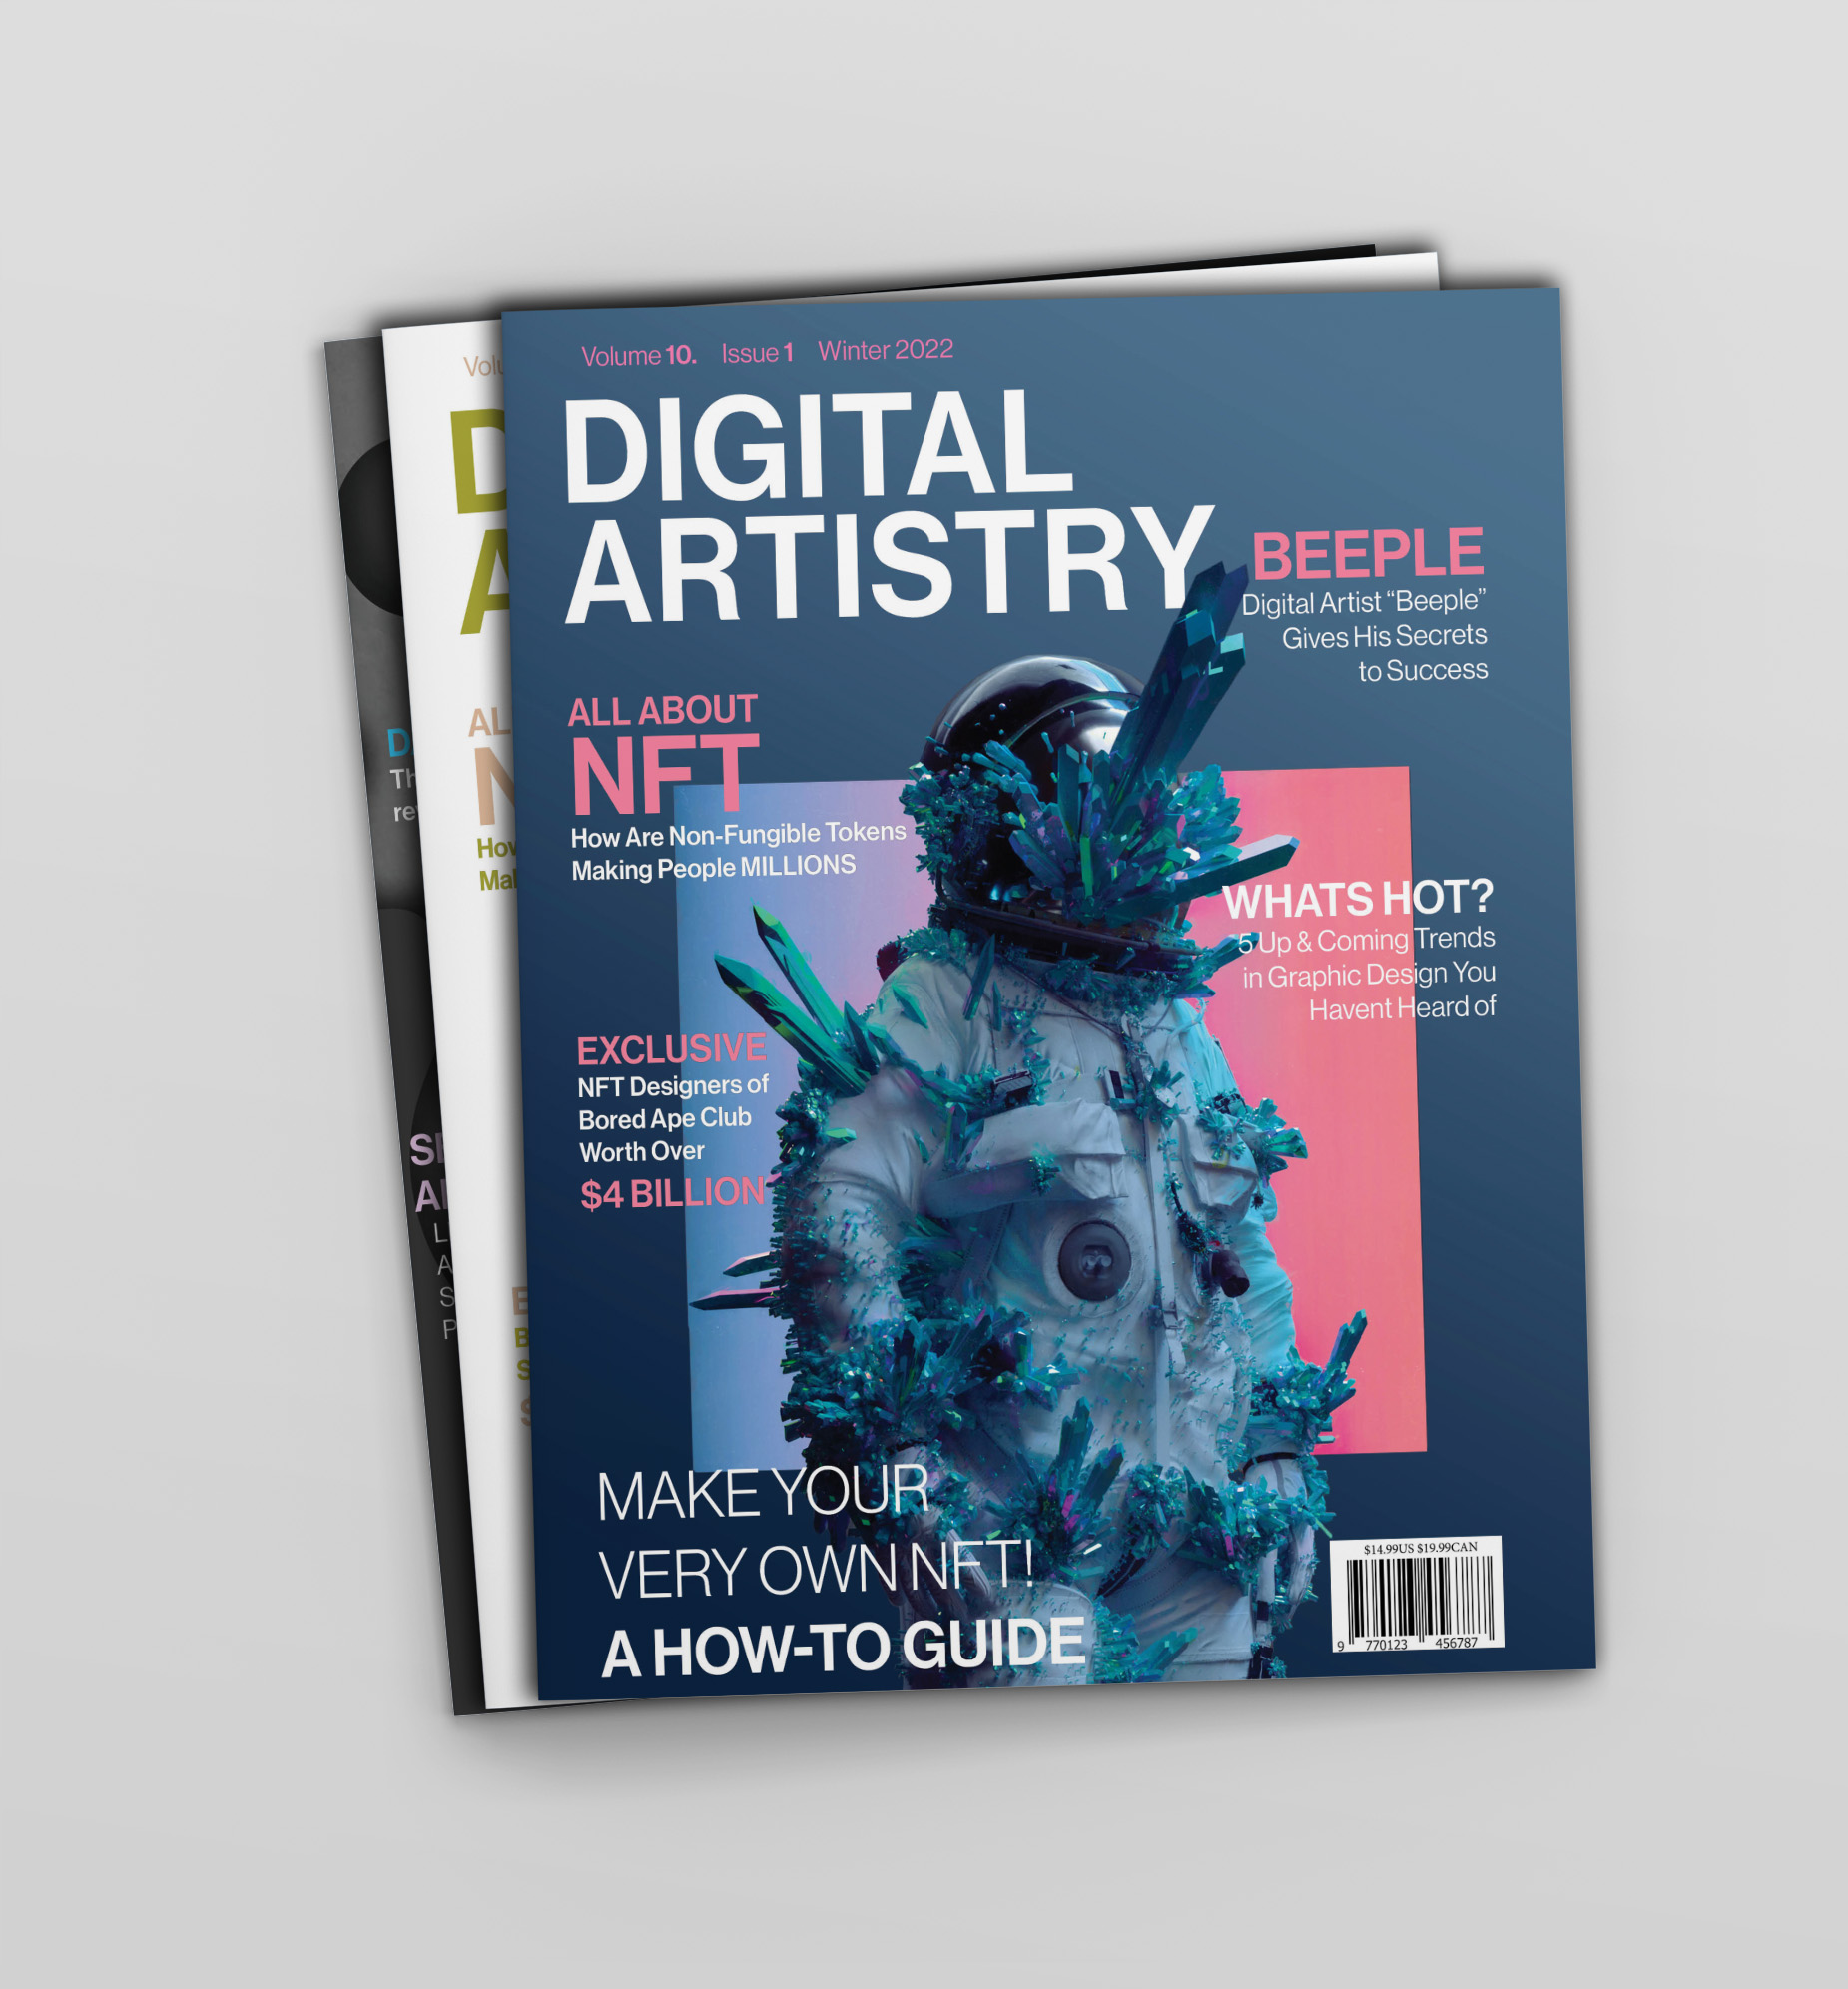 Volume 10. Issue 1 Winter 2022
DIGITAL
ARTISTRY
BEEPLE
Digital Artist “Beeple”
Gives His Secrets
to Success
ALL ABOUT
NFT
How Are Non-Fungible Tokens
Making People MILLIONS
WHATS HOT?
5 Up & Coming Trends
in Graphic Design You
Havent Heard of
EXCLUSIVE
NFT Designers of
Bored Ape Club
Worth Over
$4 BILLION
MAKE YOUR
VERY OWN NFT!
A HOW-TO GUIDE
$14.99US $19.99CAN
9 770123 456787